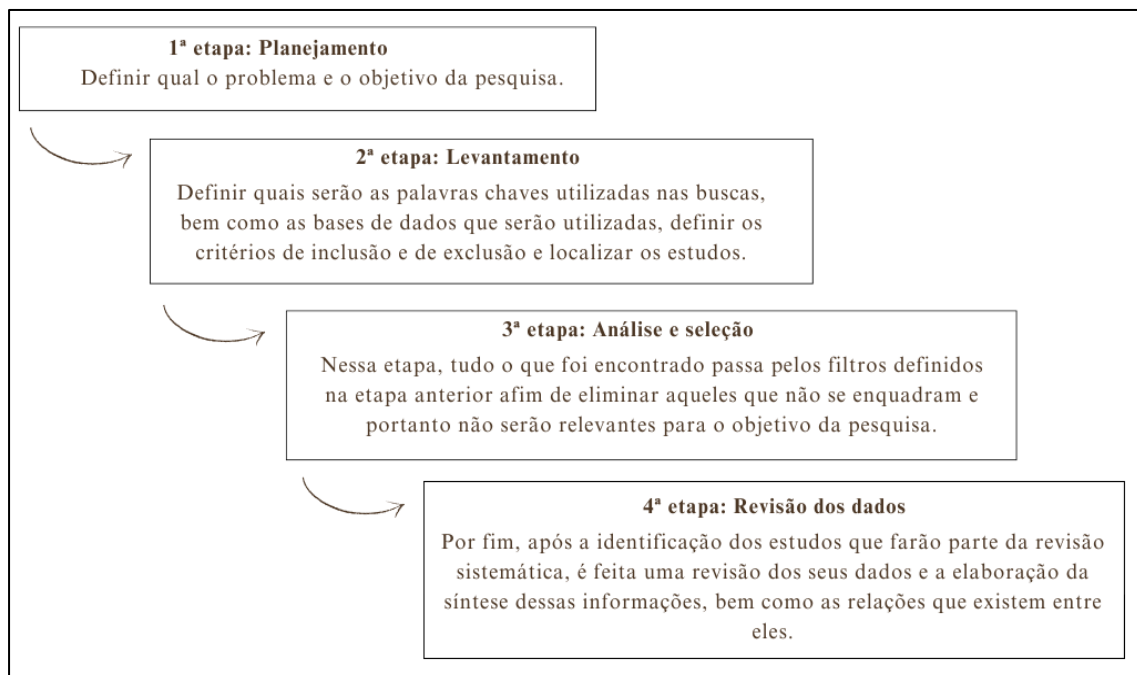 1ª etapa: Planejamento
Definir qual o problema e o objetivo da pesquisa.
2ª etapa: Levantamento
Definir quais serão as palavras chaves utilizadas nas buscas,
bem como as bases de dados que serão utilizadas, definir os
critérios de inclusão e de exclusão e localizar os estudos.
3ª etapa: Análise e seleção
Nessa etapa, tudo o que foi encontrado passa pelos filtros definidos
na etapa anterior afim de eliminar aqueles que não se enquadram e
portanto não serão relevantes para o objetivo da pesquisa.
4ª etapa: Revisão dos dados
Por fim, após a identificação dos estudos que farão parte da revisão
sistemática, é feita uma revisão dos seus dados e a elaboração da
síntese dessas informações, bem como as relações que existem entre
eles.